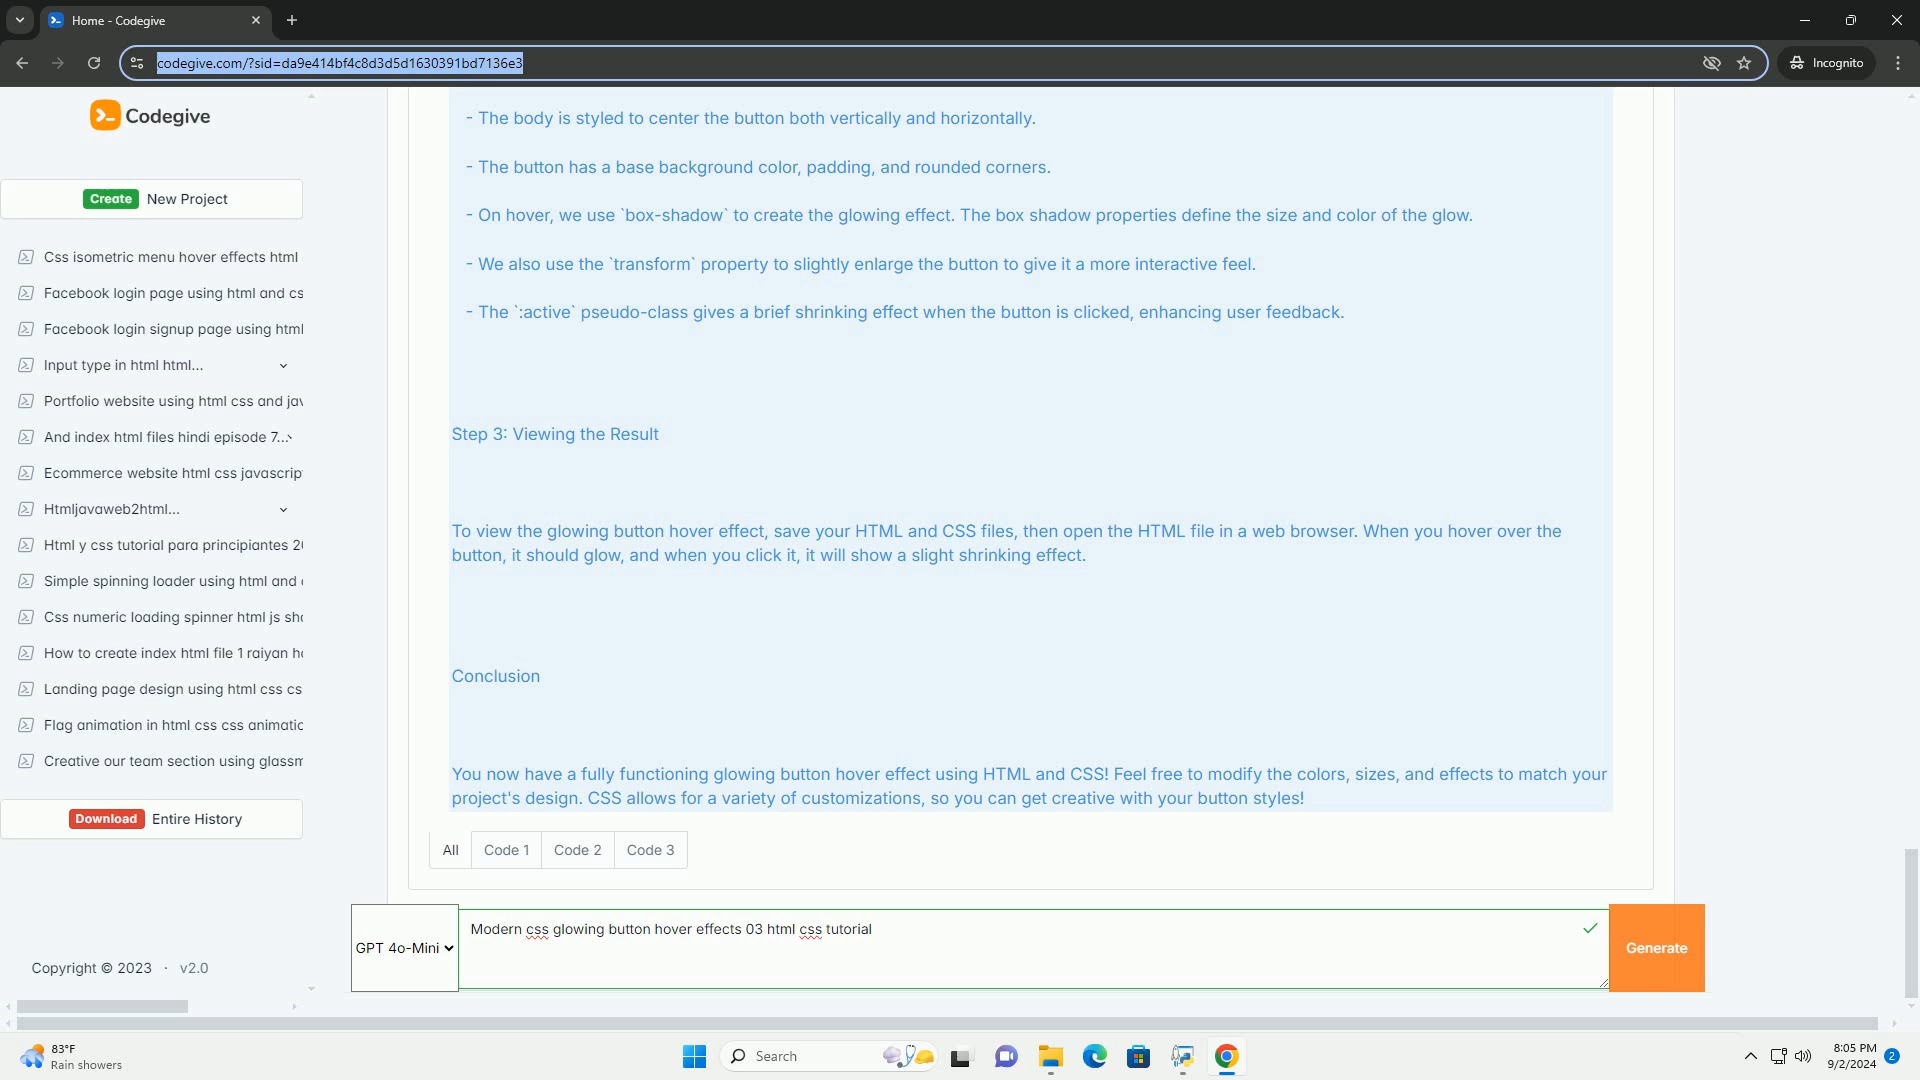 Home - Codegive
codegive.com/?sid=da9e414bf4c8d3d5d1630391bd7136e3
Incognito
Codegive
Create New Project
Css isometric menu hover effects html
Facebook login page using html and cs
Facebook login signup page using html
Input type in html html...
Portfolio website using html css and jav
And index html files hindi episode 7...
Ecommerce website html css javascrip
Htmljavaweb2html...
Html y css tutorial para principiantes 20
Simple spinning loader using html and
Css numeric loading spinner html js sho
How to create index html file 1 raiyan ha
Landing page design using html css cs
Flag animation in html css css animatio
Creative our team section using glassm
Download Entire History
Copyright © 2023 · v2.0
- The body is styled to center the button both vertically and horizontally.
- The button has a base background color, padding, and rounded corners.
- On hover, we use `box-shadow` to create the glowing effect. The box shadow properties define the size and color of the glow.
- We also use the `transform` property to slightly enlarge the button to give it a more interactive feel.
- The `:active` pseudo-class gives a brief shrinking effect when the button is clicked, enhancing user feedback.
Step 3: Viewing the Result
To view the glowing button hover effect, save your HTML and CSS files, then open the HTML file in a web browser. When you hover over the
button, it should glow, and when you click it, it will show a slight shrinking effect.
Conclusion
You now have a fully functioning glowing button hover effect using HTML and CSS! Feel free to modify the colors, sizes, and effects to match your
project's design. CSS allows for a variety of customizations, so you can get creative with your button styles!
All Code 1 Code 2 Code 3
GPT 4o-Mini
Modern css glowing button hover effects 03 html css tutorial
Generate
83°F
Rain showers
Search
8:05 PM
9/2/2024
2